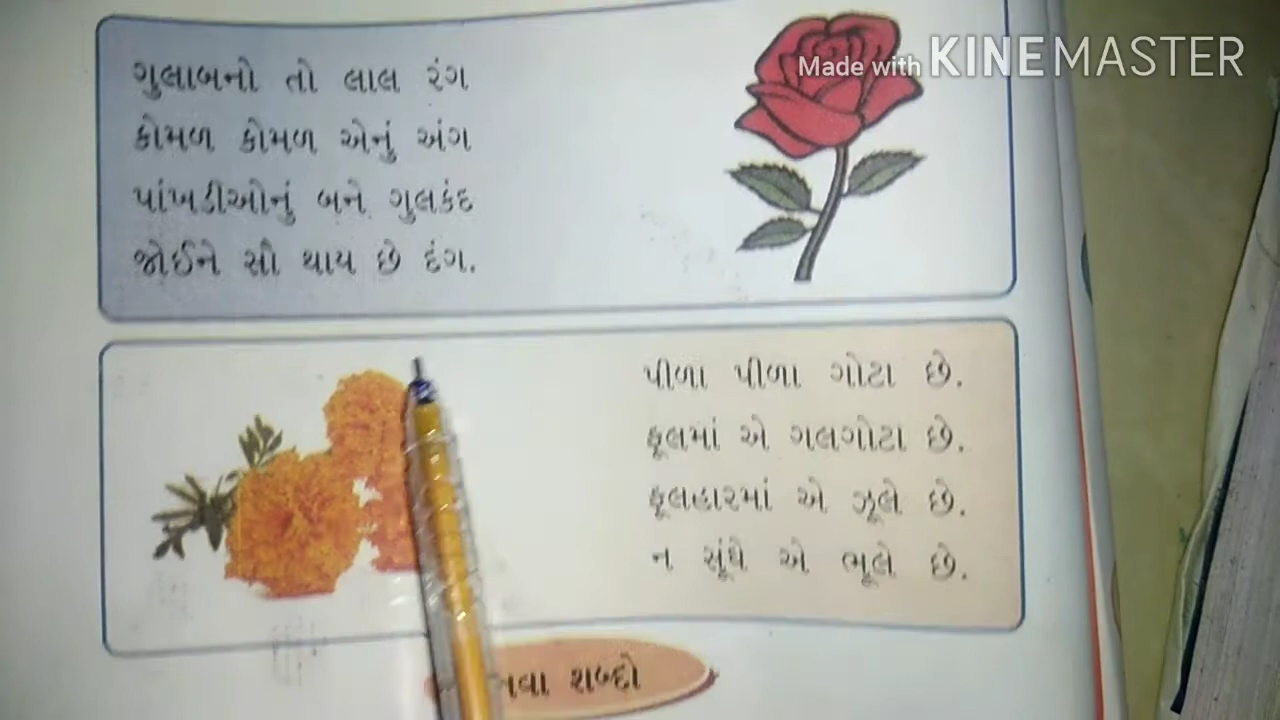 Made with KINEMASTER
ગુલાબનો તો લાલ રંગ
કોમળ કોમળ એનું અંગ
પાંખડીઓનું બને ગુલકંદ
જોઈને સૌ થાય છે દંગ.
પીળા પીળા ગોટા છે.
ફૂલમાં એ ગલગોટા છે.
ફૂલહારમાં એ ઝૂલે છે.
ન સૂંઘે એ ભૂલે છે.
શબ્દો